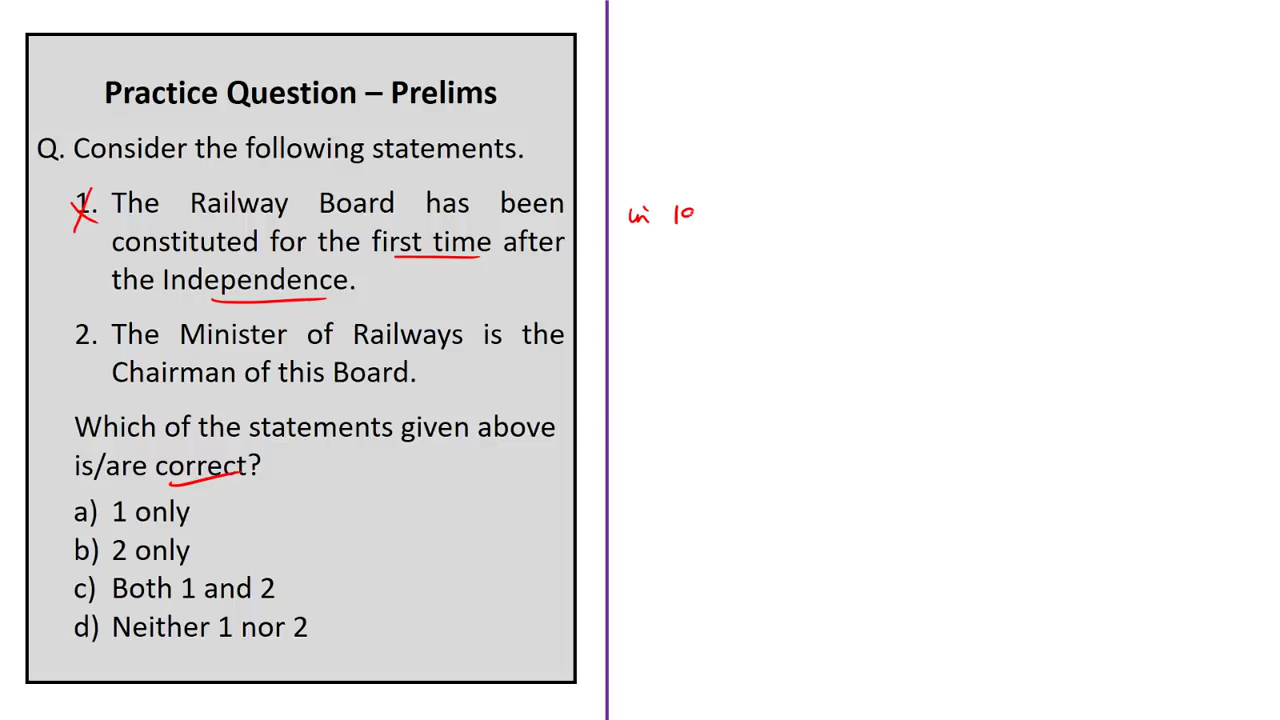 Practice Question – Prelims
Q. Consider the following statements.
1. The Railway Board has been
constituted for the first time after
the Independence.
2. The Minister of Railways is the
Chairman of this Board.
Which of the statements given above
is/are correct?
a) 1 only
b) 2 only
c) Both 1 and 2
d) Neither 1 nor 2
in 10